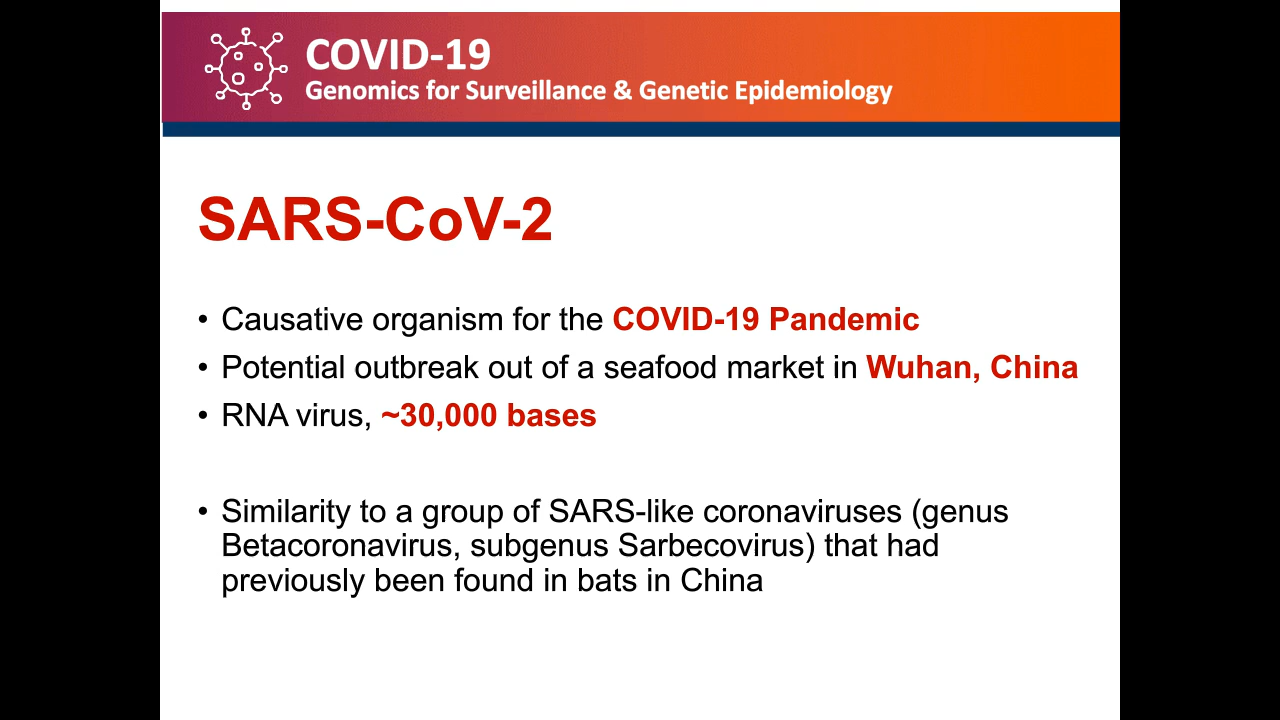 COVID-19
Genomics for Surveillance & Genetic Epidemiology
SARS-CoV-2
• Causative organism for the COVID-19 Pandemic
• Potential outbreak out of a seafood market in Wuhan, China
• RNA virus, ~30,000 bases
• Similarity to a group of SARS-like coronaviruses (genus
Betacoronavirus, subgenus Sarbecovirus) that had
previously been found in bats in China